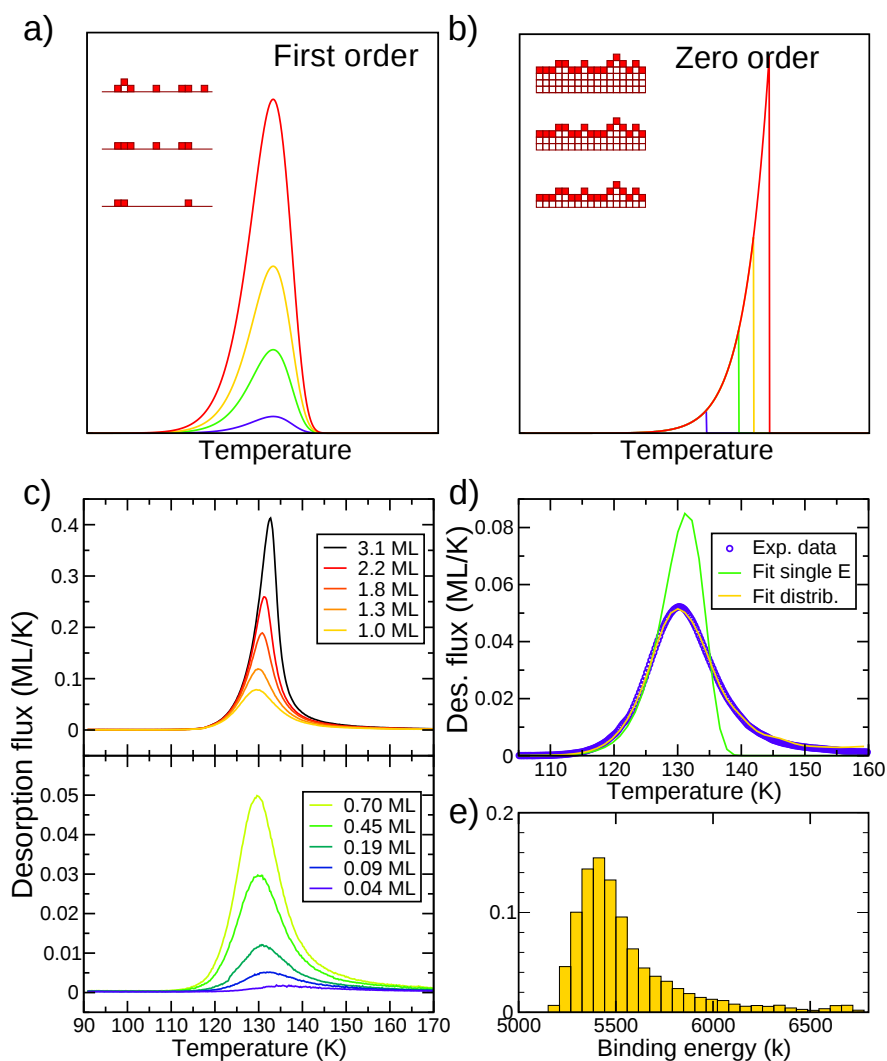 a)
First order
Temperature
b)
Zero order
Temperature
c)
Desorption flux (ML/K)
0.4
0.3
0.2
0.1
0
3.1 ML
2.2 ML
1.8 ML
1.3 ML
1.0 ML
0.05
0.04
0.03
0.02
0.01
0
0.70 ML
0.45 ML
0.19 ML
0.09 ML
0.04 ML
90 100 110 120 130 140 150 160 170
Temperature (K)
d)
Des. flux (ML/K)
0.08
0.06
0.04
0.02
0
Exp. data
Fit single E
Fit distrib.
110 120 130 140 150 160
Temperature (K)
e)
0.2
0.1
0
5000 5500 6000 6500
Binding energy (k)